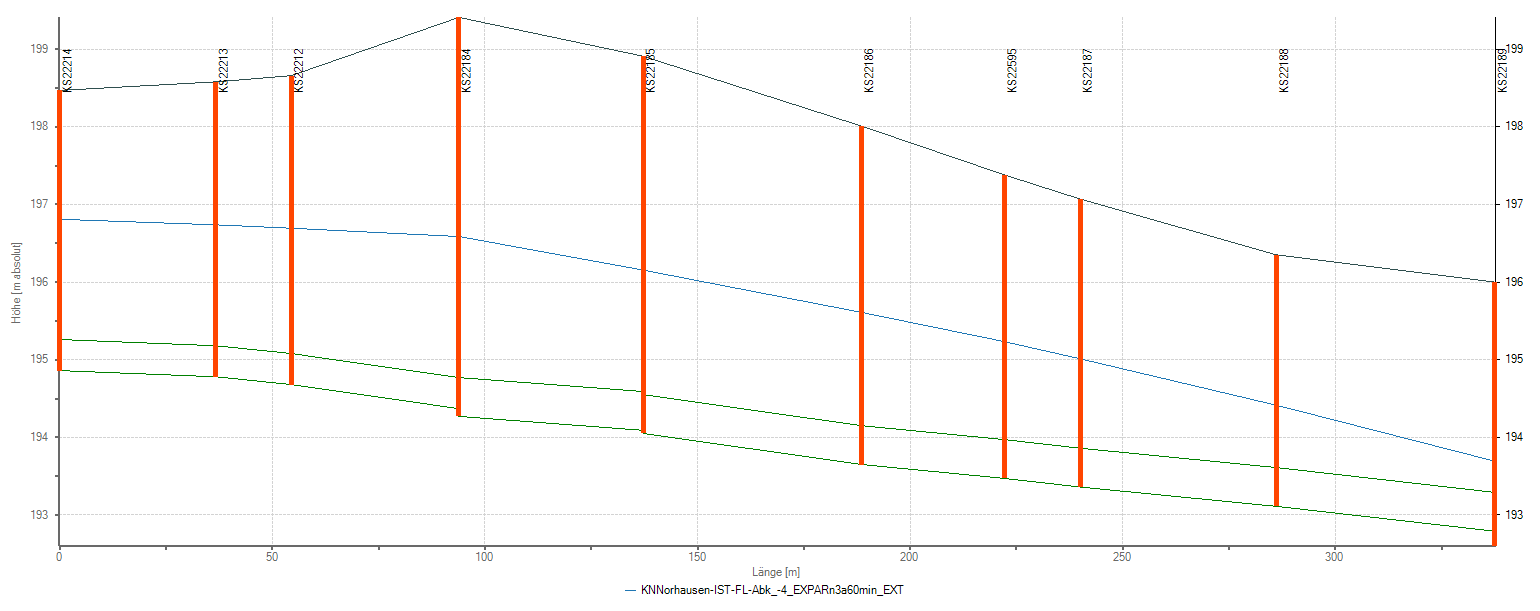 KS22214 KS22213 KS22212 KS22184 KS22185 KS22186 KS22595 KS22187 KS22188 KS22189
199 199
198 198
197 197
196 196
195 195
194 194
193 193
Höhe [m absolut]
0 50 100 150 200 250 300
Länge [m]
KNNorhausen-IST-FL-Abk_-4_EXPARn3a60min_EXT